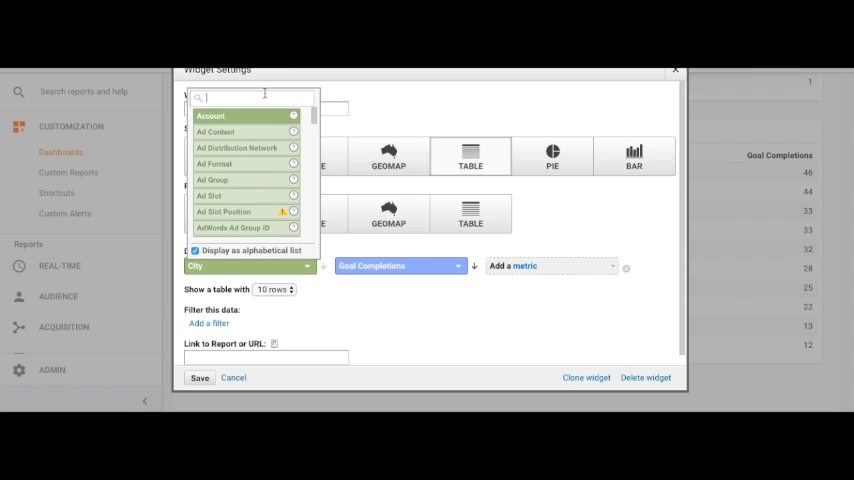 Widget Settings
Search reports and help
1
CUSTOMIZATION
Dashboards
Custom Reports
Shortcuts
Custom Alerts
Reports
REAL-TIME
AUDIENCE
ACQUISITION
ADMIN
Account
Ad Content
Ad Distribution Network
Ad Format
Ad Group
Ad Slot
Ad Slot Position
AdWords Ad Group ID
Display as alphabetical list
GEOMAP
TABLE
PIE
BAR
GEOMAP
TABLE
City
Goal Completions
Add a metric
Show a table with 10 rows
Filter this data:
Add a filter
Link to Report or URL:
Save Cancel
Clone widget Delete widget
Goal Completions
46
44
33
33
32
28
25
22
13
12